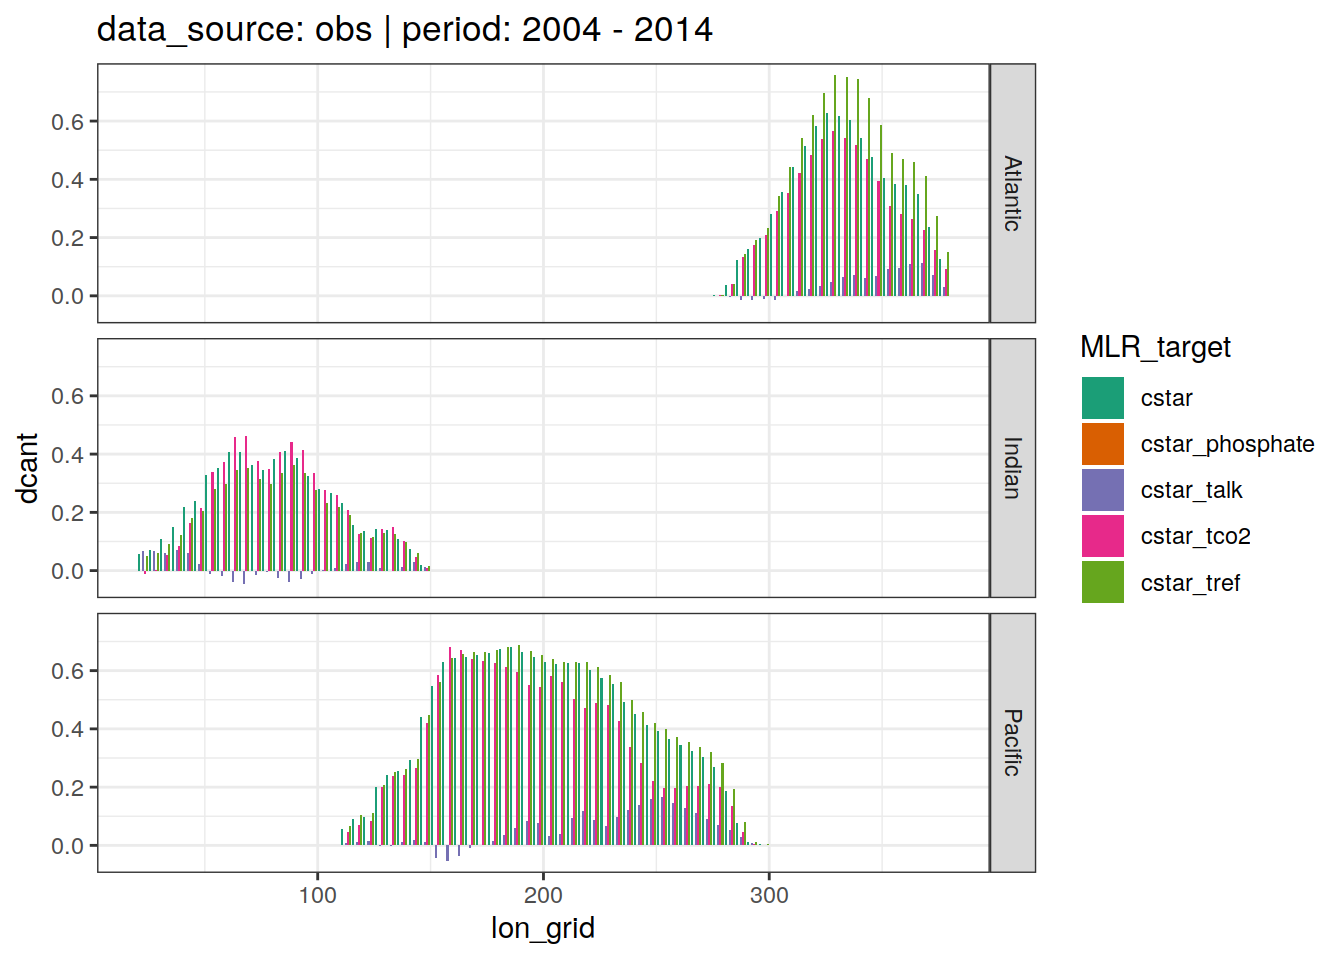 data_source: obs | period: 2004 - 2014
0.6
0.4
0.2
0.0
Atlantic
0.6
0.4
0.2
0.0
Indian
0.6
0.4
0.2
0.0
Pacific
dcant
100
200
300
lon_grid
MLR_target
cstar
cstar_phosphate
cstar_talk
cstar_tco2
cstar_tref